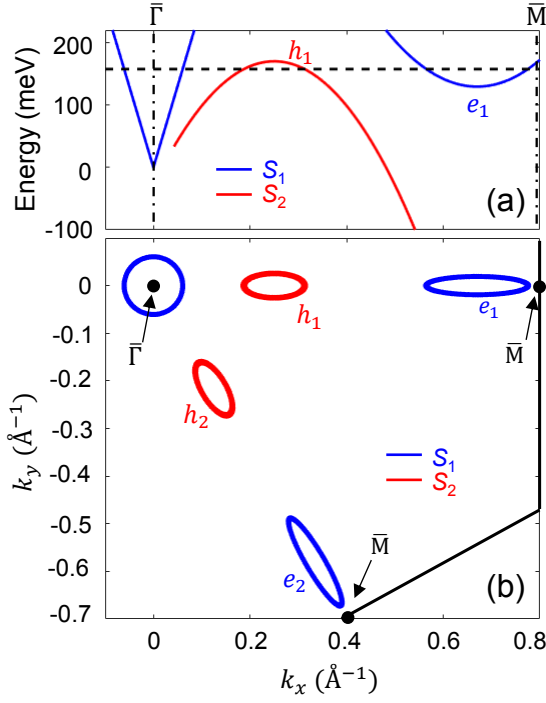 Γ̄ M̄
200
100
0
-100
Energy (meV)
h₁
e₁
S₁
S₂
(a)
0
-0.1
-0.2
-0.3
-0.4
-0.5
-0.6
-0.7
k_y (Å⁻¹)
Γ̄
h₁
e₁
M̄
h₂
S₁
S₂
M̄
e₂
(b)
0 0.2 0.4 0.6 0.8
k_x (Å⁻¹)